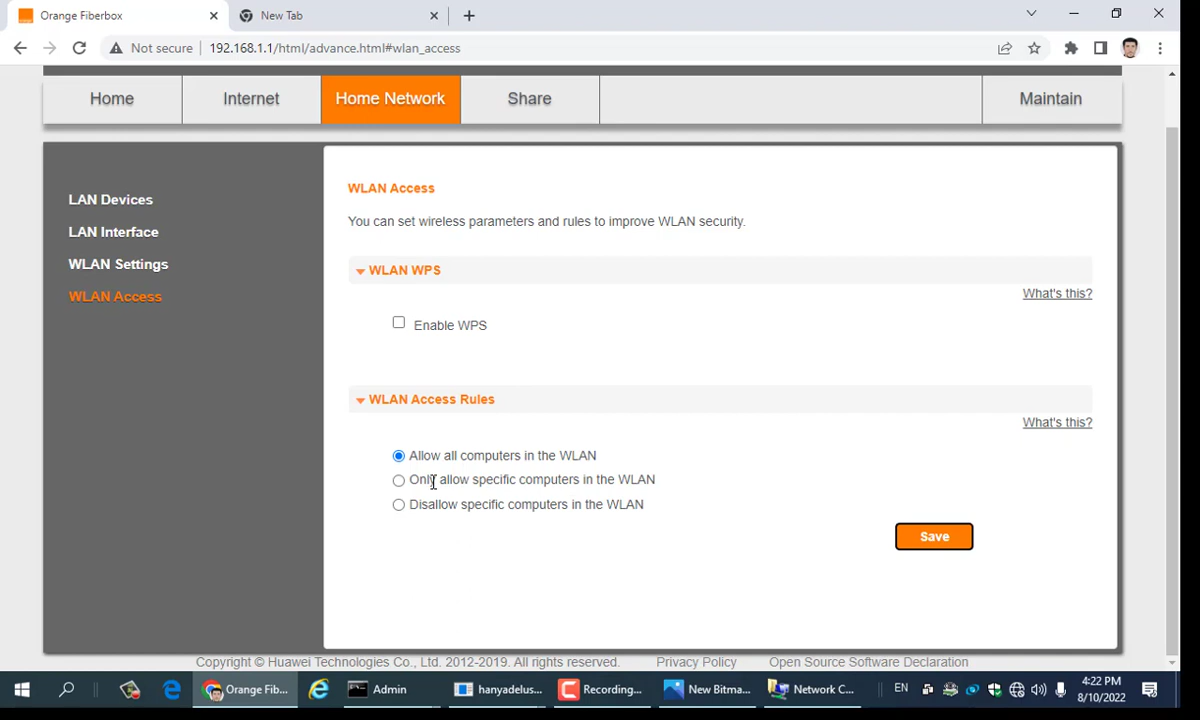 Orange Fiberbox
New Tab
Not secure
192.168.1.1/html/advance.html#wlan_access
Home
Internet
Home Network
Share
Maintain
LAN Devices
LAN Interface
WLAN Settings
WLAN Access
WLAN Access
You can set wireless parameters and rules to improve WLAN security.
WLAN WPS
What's this?
Enable WPS
WLAN Access Rules
What's this?
Allow all computers in the WLAN
Only allow specific computers in the WLAN
Disallow specific computers in the WLAN
Save
Copyright © Huawei Technologies Co., Ltd. 2012-2019. All rights reserved.
Privacy Policy
Open Source Software Declaration
Orange Fib...
Admin
hanyadelus...
Recording...
New Bitma...
Network C...
EN
4:22 PM
8/10/2022